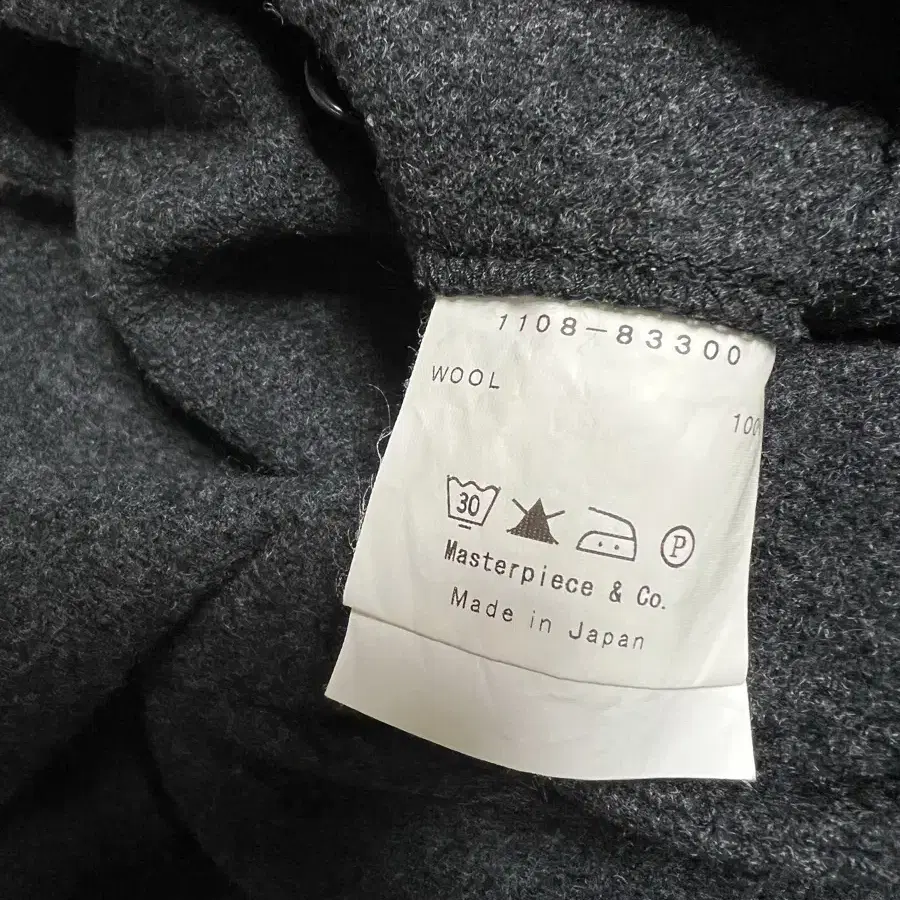 1108-83300
WOOL
100
30
P
Masterpiece & Co.
Made in Japan